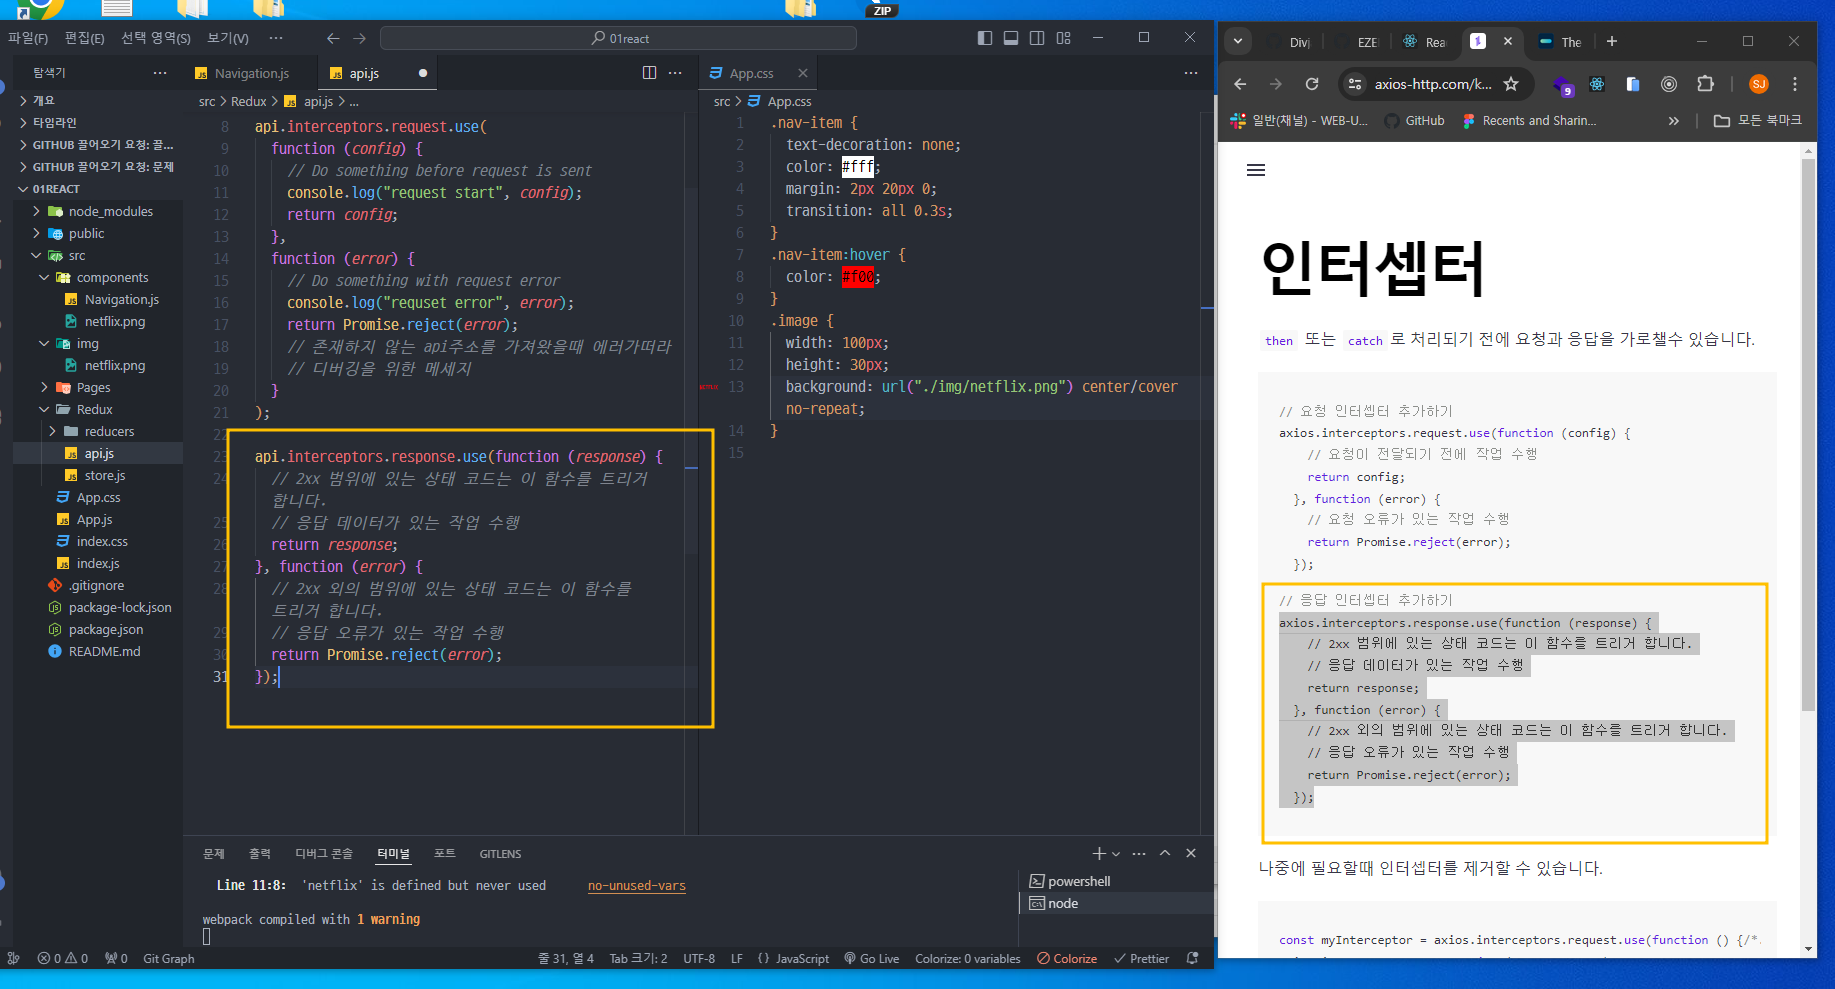 ZIP
파일(F) 편집(E) 선택 영역(S) 보기(V) ··· 01react
탐색기 ···
개요
타임라인
GITHUB 끌어오기 요청: 끌...
GITHUB 끌어오기 요청: 문제
01REACT
node_modules
public
src
components
Navigation.js
netflix.png
img
netflix.png
Pages
Redux
reducers
api.js
store.js
App.css
App.js
index.css
index.js
.gitignore
package-lock.json
package.json
README.md
Navigation.js api.js
src > Redux > api.js > ...
8 api.interceptors.request.use(
9 function (config) {
10 // Do something before request is sent
11 console.log("request start", config);
12 return config;
13 },
14 function (error) {
15 // Do something with request error
16 console.log("requset error", error);
17 return Promise.reject(error);
18 // 존재하지 않는 api주소를 가져왔을때 에러가떠라
19 // 디버깅을 위한 메세지
20 }
21 );
22
23 api.interceptors.response.use(function (response) {
24 // 2xx 범위에 있는 상태 코드는 이 함수를 트리거
합니다.
25 // 응답 데이터가 있는 작업 수행
26 return response;
27 }, function (error) {
28 // 2xx 외의 범위에 있는 상태 코드는 이 함수를
트리거 합니다.
29 // 응답 오류가 있는 작업 수행
30 return Promise.reject(error);
31 });
App.css
src > App.css
1 .nav-item {
2 text-decoration: none;
3 color: #fff;
4 margin: 2px 20px 0;
5 transition: all 0.3s;
6 }
7 .nav-item:hover {
8 color: #f00;
9 }
10 .image {
11 width: 100px;
12 height: 30px;
13 background: url("./img/netflix.png") center/cover
no-repeat;
14 }
15
문제 출력 디버그 콘솔 터미널 포트 GITLENS
Line 11:8: 'netflix' is defined but never used no-unused-vars
webpack compiled with 1 warning
powershell
node
0 0 0 Git Graph 줄 31, 열 4 Tab 크기: 2 UTF-8 LF {} JavaScript Go Live Colorize: 0 variables Colorize Prettier
Divj EZE Rea The
axios-http.com/k... 9 SJ
일반(채널) - WEB-U... GitHub Recents and Sharin... » 모든 북마크
인터셉터
then 또는 catch 로 처리되기 전에 요청과 응답을 가로챌수 있습니다.
// 요청 인터셉터 추가하기
axios.interceptors.request.use(function (config) {
// 요청이 전달되기 전에 작업 수행
return config;
}, function (error) {
// 요청 오류가 있는 작업 수행
return Promise.reject(error);
});
// 응답 인터셉터 추가하기
axios.interceptors.response.use(function (response) {
// 2xx 범위에 있는 상태 코드는 이 함수를 트리거 합니다.
// 응답 데이터가 있는 작업 수행
return response;
}, function (error) {
// 2xx 외의 범위에 있는 상태 코드는 이 함수를 트리거 합니다.
// 응답 오류가 있는 작업 수행
return Promise.reject(error);
});
나중에 필요할때 인터셉터를 제거할 수 있습니다.
const myInterceptor = axios.interceptors.request.use(function () {/*.